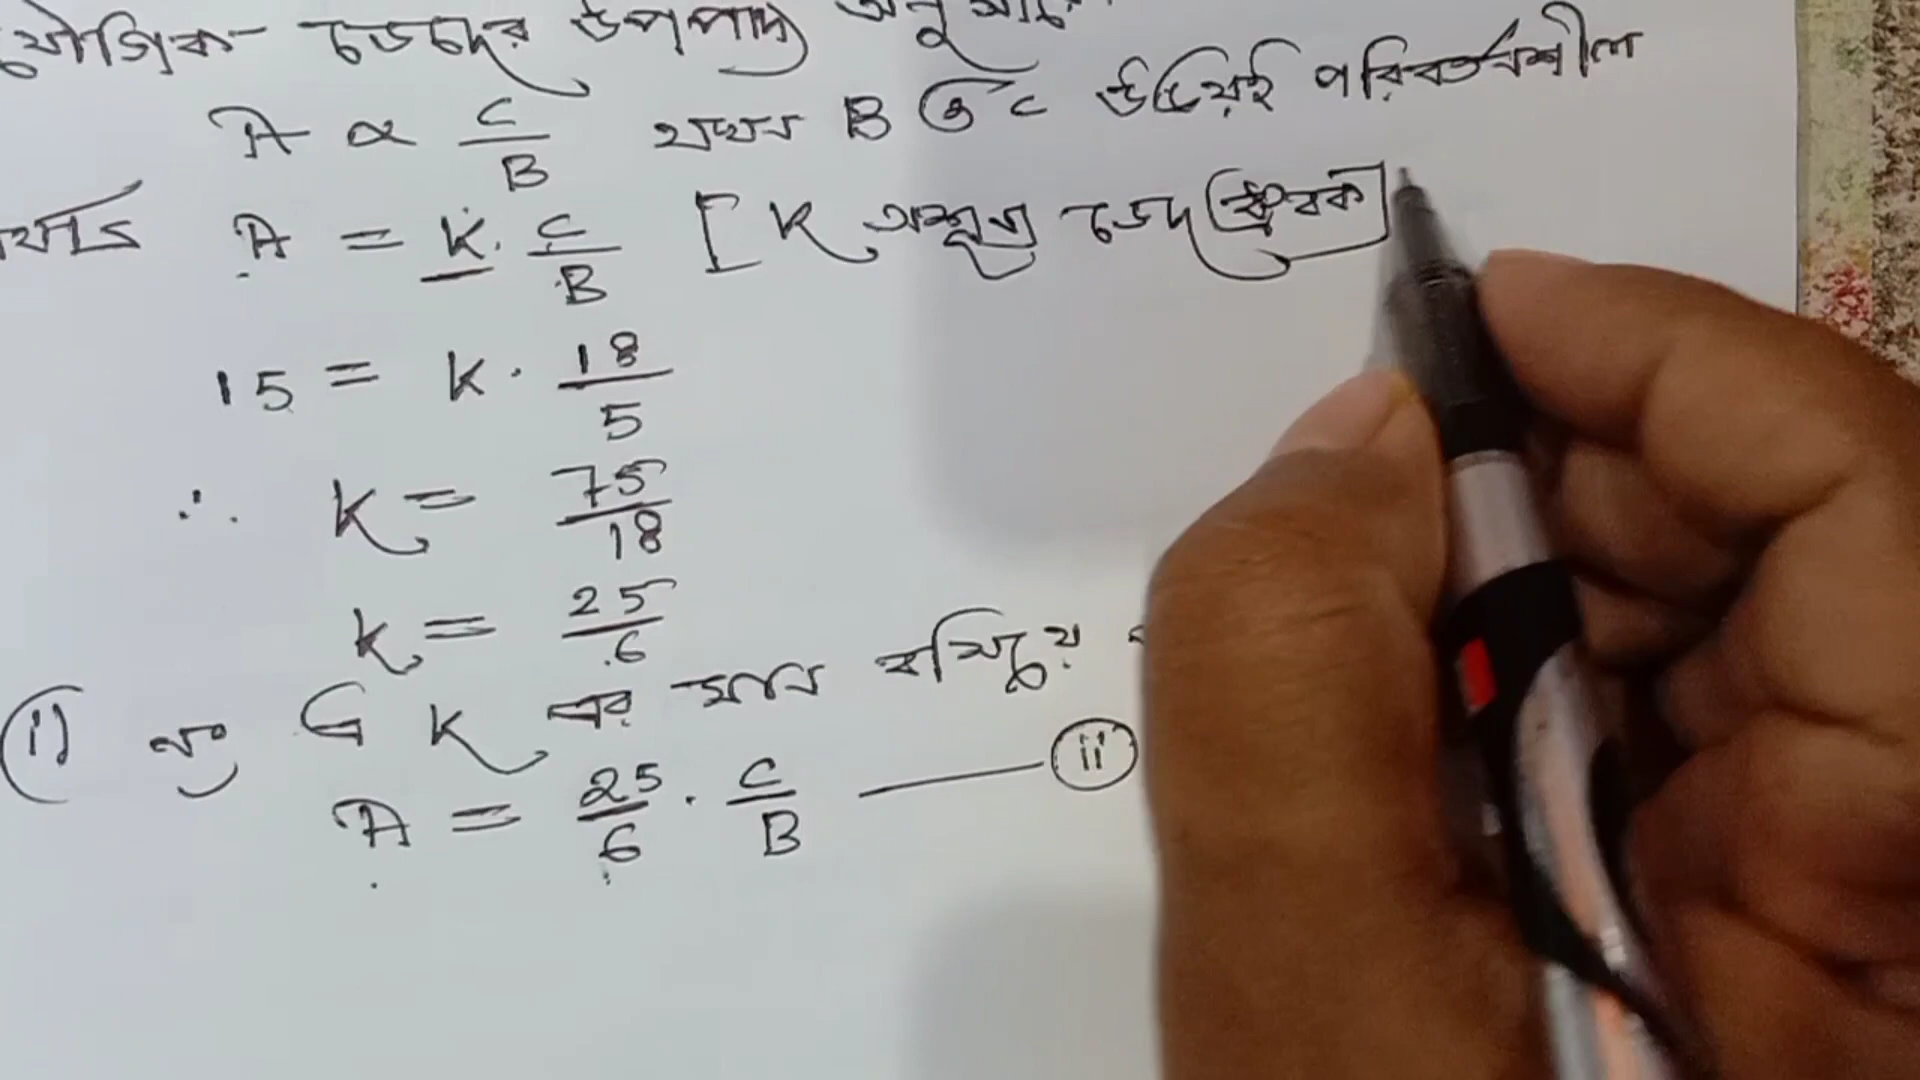 যৌগিক ভেদের উপপাদ্য অনুসারে
A ∝ C/B যখন B ও C উভয়েই পরিবর্তনশীল
অর্থাৎ A = K. C/B [K অশূন্য ভেদ ধ্রুবক]
15 = K. 18/5
∴ K = 75/18
K = 25/6
i) নং এ K এর মান বসিয়ে
A = 25/6 . C/B —— ii